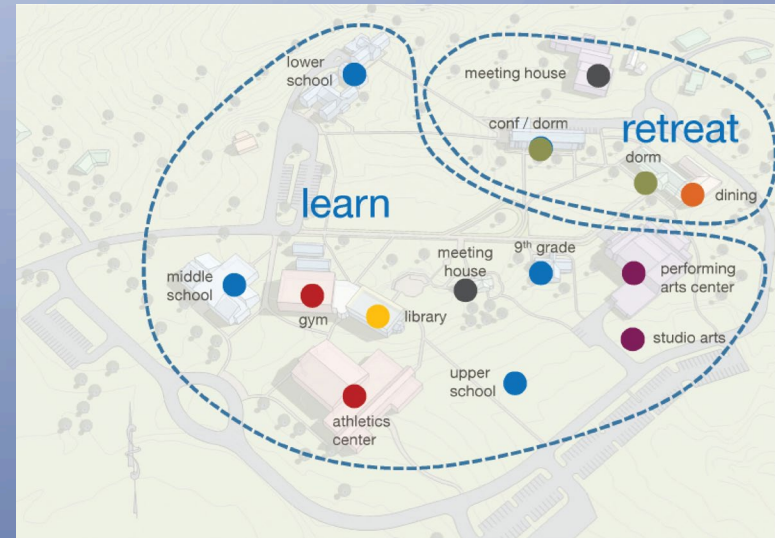 lower
school
meeting house
conf / dorm
retreat
dorm
dining
learn
middle
school
gym
library
meeting
house
9th grade
performing
arts center
studio arts
upper
school
athletics
center